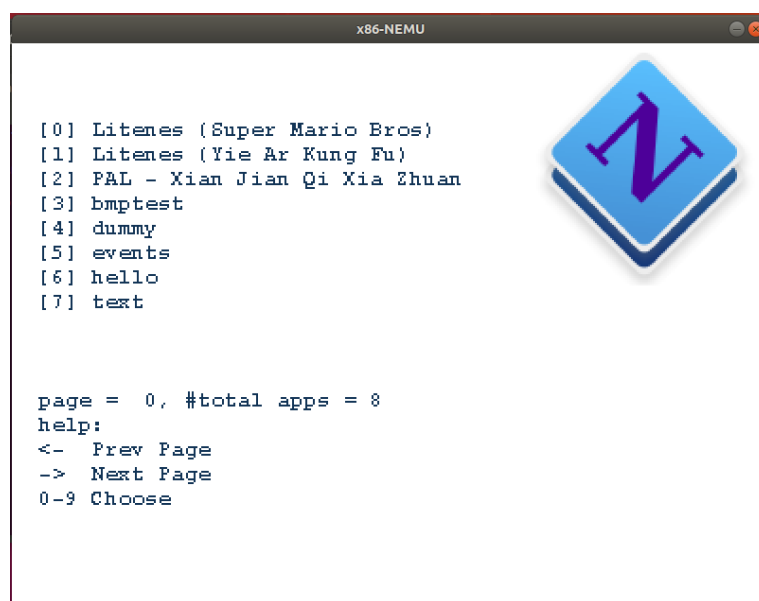 x86-NEMU
N
[0] Litenes (Super Mario Bros)
[1] Litenes (Yie Ar Kung Fu)
[2] PAL - Xian Jian Qi Xia Zhuan
[3] bmptest
[4] dummy
[5] events
[6] hello
[7] text
page =  0, #total apps = 8
help:
<-  Prev Page
->  Next Page
0-9 Choose